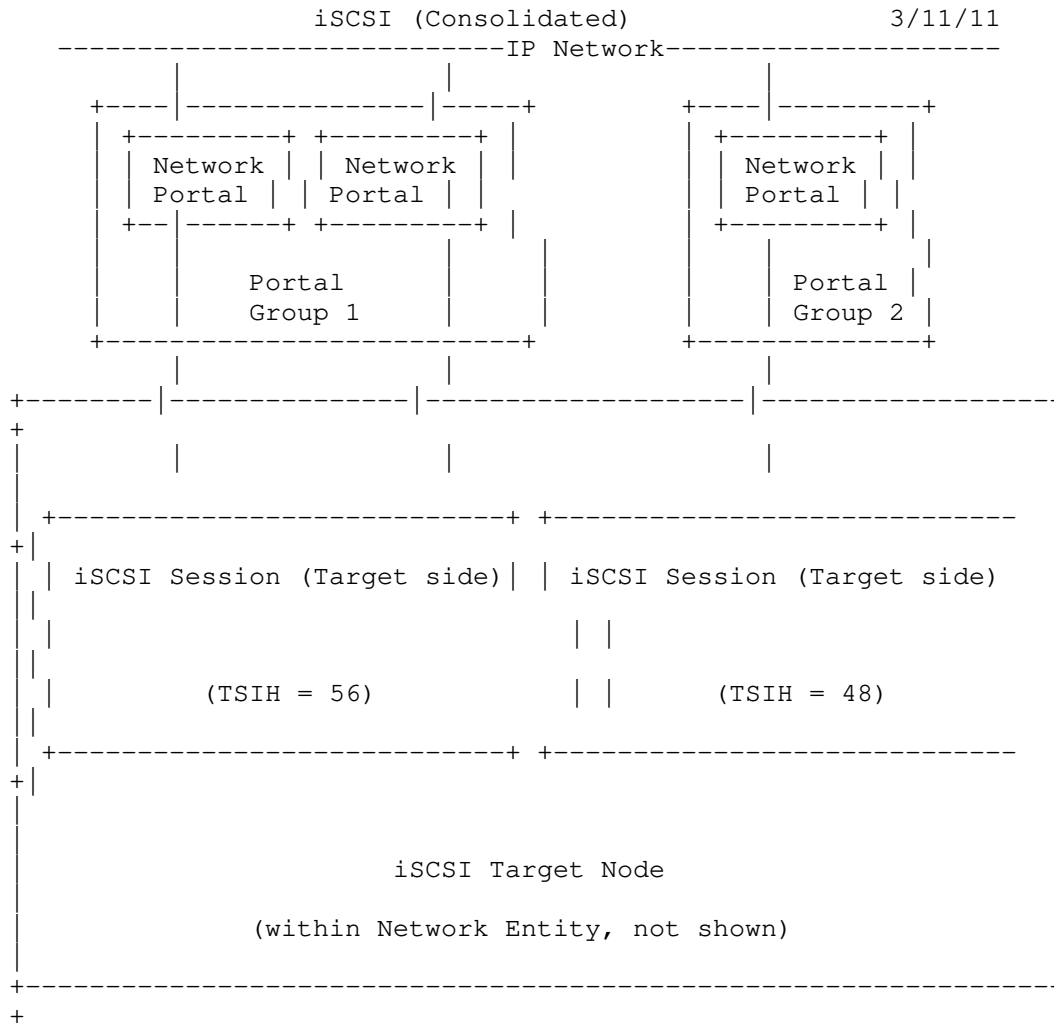 iSCSI (Consolidated) 3/11/11
----------------------------IP Network---------------------
| | |
+----|---------------|-----+ +----|---------+
| +---------+ +---------+ | | +---------+ |
| | Network | | Network | | | | Network | |
| | Portal | | Portal | | | | Portal | |
| +--|------+ +---------+ | | +---------+ |
| | | | | | |
| | Portal | | | | Portal |
| | Group 1 | | | | Group 2 |
+--------------------------+ +--------------+
| | |
+--------|---------------|--------------------|-------------------
+
| | | |
|
| +----------------------------+ +-----------------------------
+|
| | iSCSI Session (Target side)| | iSCSI Session (Target side)
||
| | | |
||
| | (TSIH = 56) | | (TSIH = 48)
||
| +----------------------------+ +-----------------------------
+|
|
|
| iSCSI Target Node
|
| (within Network Entity, not shown)
|
+-----------------------------------------------------------------
+